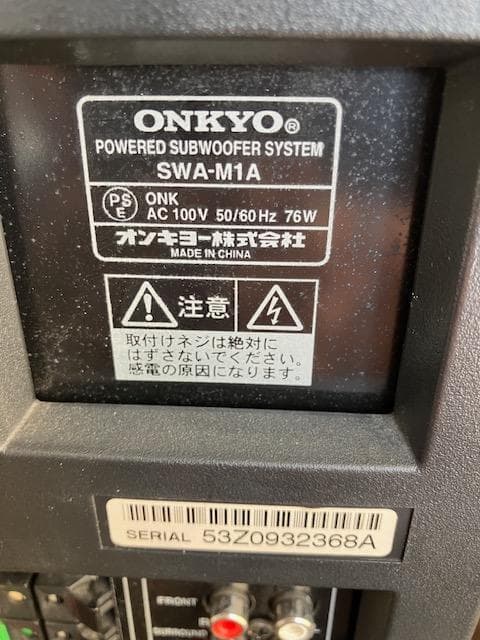 ONKYO®
POWERED SUBWOOFER SYSTEM
SWA-M1A
PS E
ONK
AC 100V 50/60Hz 76W
オンキヨー株式会社
MADE IN CHINA
注意
取付けネジは絶対に
はずさないでください。
感電の原因になります。
SERIAL 53Z0932368A
FRONT
R
SURROUND